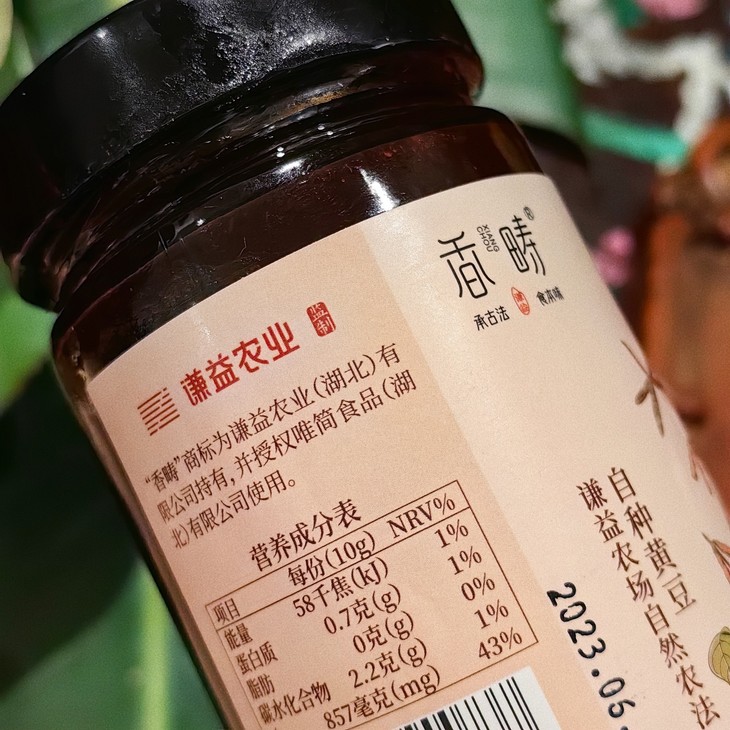 谦益农业 监制
"香畴"商标为谦益农业(湖北)有
限公司持有,并授权唯简食品(湖
北)有限公司使用。
营养成分表
项目 每份(10g) NRV%
能量 58千焦(kJ) 1%
蛋白质 0.7克(g) 1%
脂肪 0克(g) 0%
碳水化合物 2.2克(g) 1%
857毫克(mg) 43%
香畴®
XIANG
CHOU
承古法 食本味
自种黄豆
谦益农场自然农法
2023.05